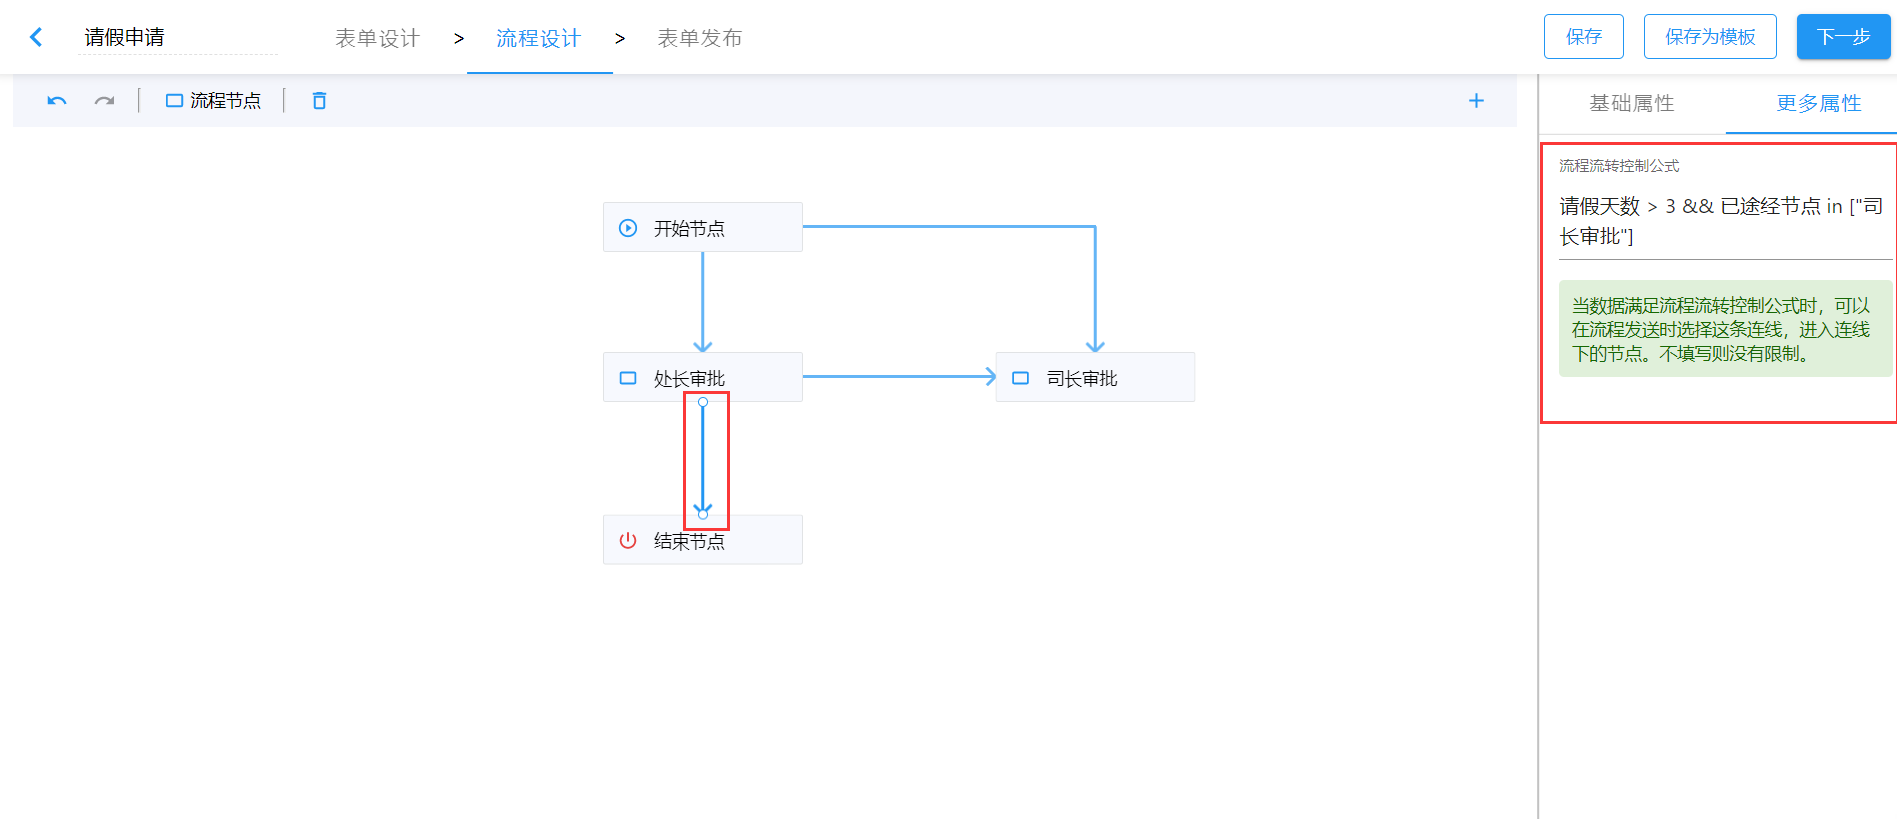 请假申请
表单设计 > 流程设计 > 表单发布
保存
保存为模板
下一步
流程节点
基础属性
更多属性
流程流转控制公式
请假天数 > 3 && 已途经节点 in ["司
长审批"]
当数据满足流程流转控制公式时，可以
在流程发送时选择这条连线，进入连线
下的节点。不填写则没有限制。
开始节点
处长审批
司长审批
结束节点